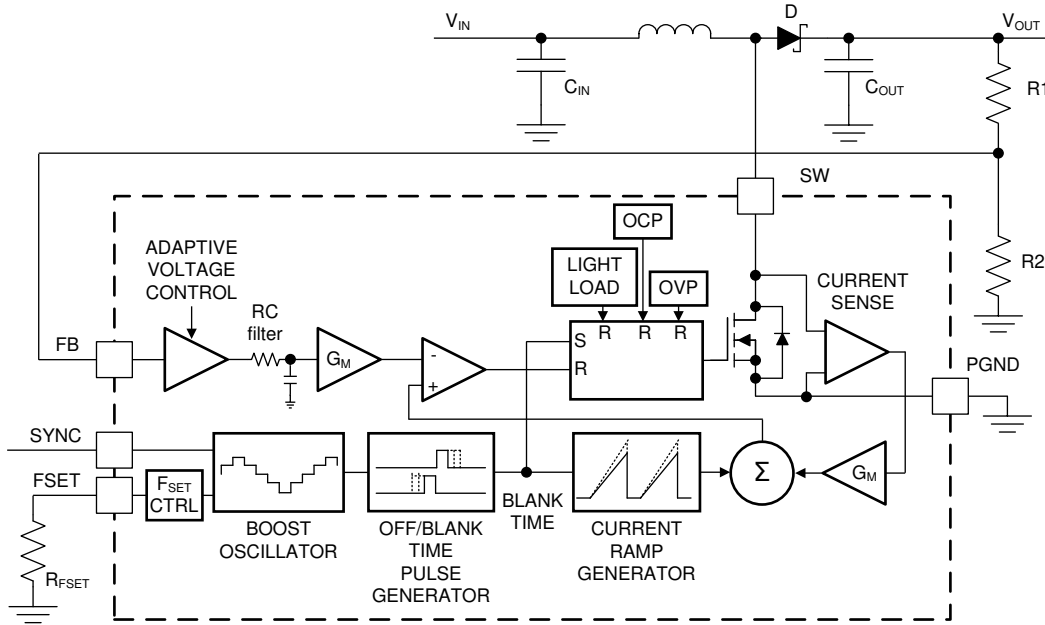 VIN
D
VOUT
CIN
COUT
R1
SW
OCP
R2
ADAPTIVE
VOLTAGE
CONTROL
LIGHT
LOAD
OVP
CURRENT
SENSE
RC
filter
R R R
FB
GM
-
+
S
R
PGND
SYNC
FSET
FSET
CTRL
BLANK
TIME
Σ
GM
BOOST
OSCILLATOR
OFF/BLANK
TIME
PULSE
GENERATOR
CURRENT
RAMP
GENERATOR
RFSET